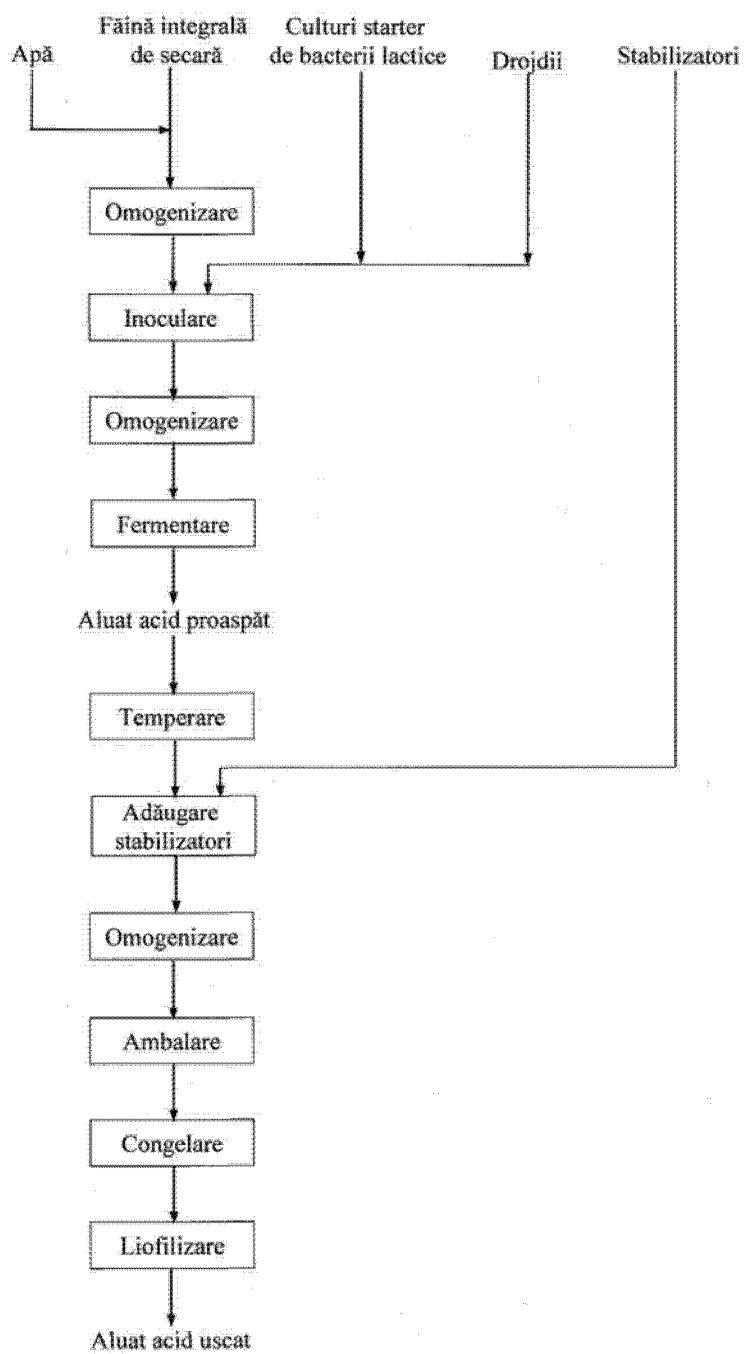 Apă
Făină integrală
de secară
Culturi starter
de bacterii lactice
Drojdii
Stabilizatori
Omogenizare
Inoculare
Omogenizare
Fermentare
Aluat acid proaspăt
Temperare
Adăugare
stabilizatori
Omogenizare
Ambalare
Congelare
Liofilizare
Aluat acid uscat